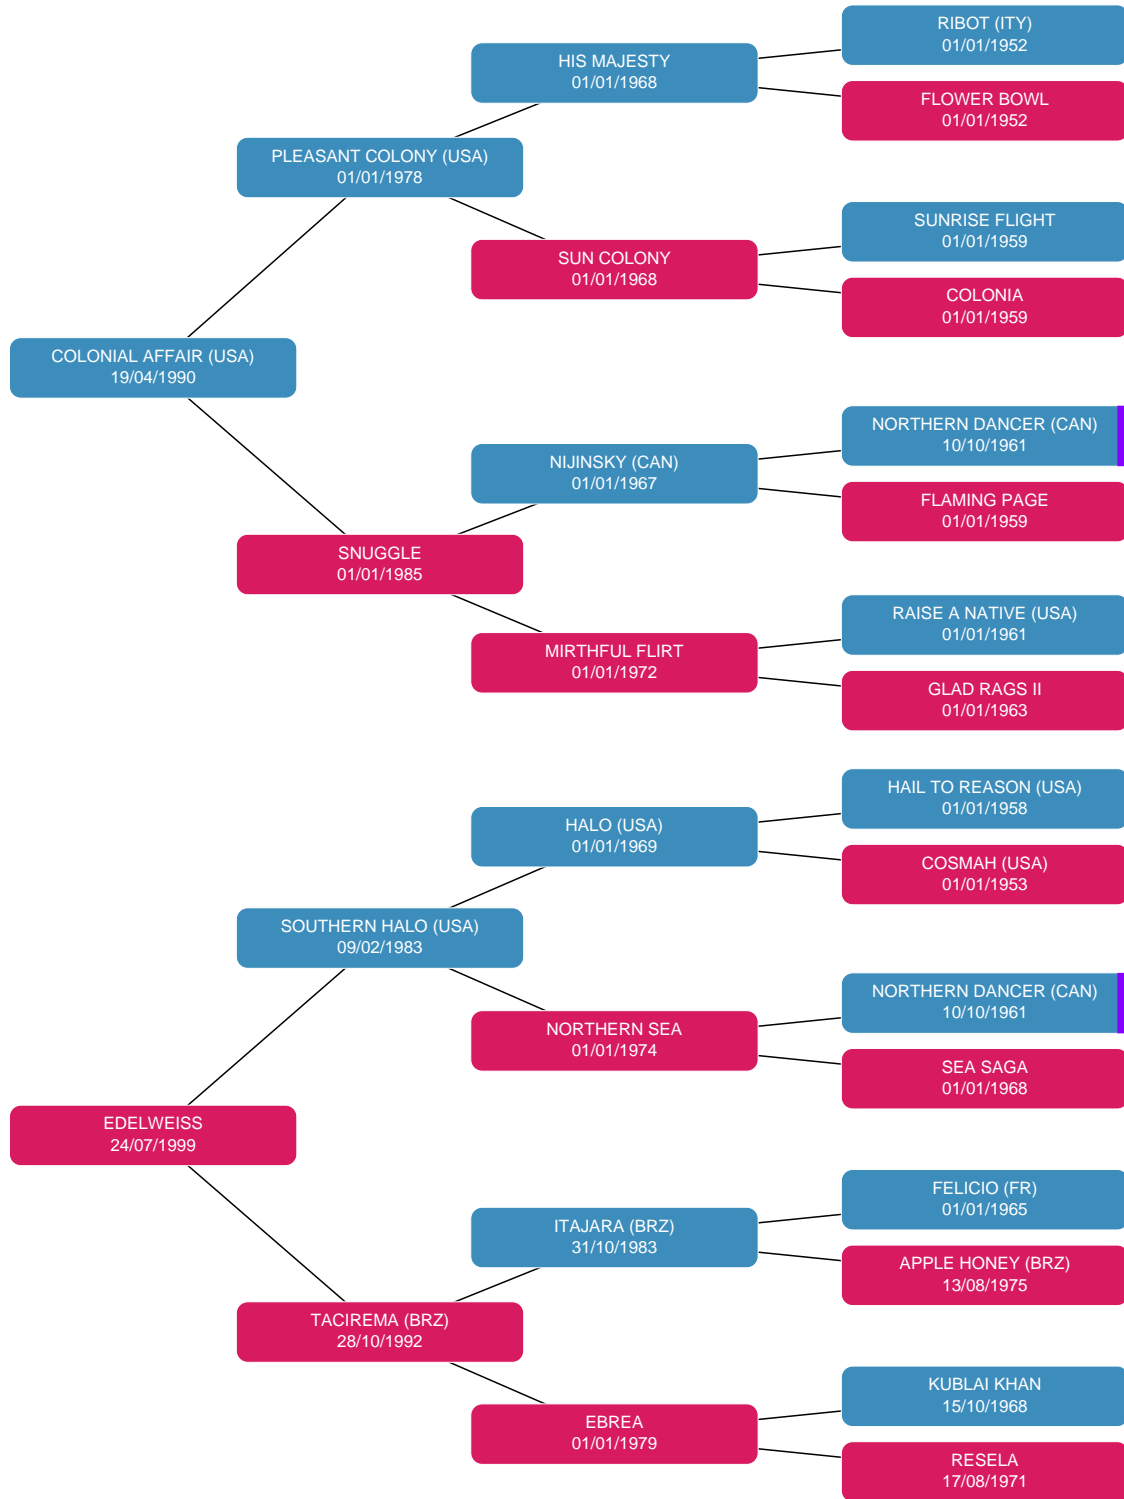 RIBOT (ITY)
01/01/1952
HIS MAJESTY
01/01/1968
FLOWER BOWL
01/01/1952
PLEASANT COLONY (USA)
01/01/1978
SUNRISE FLIGHT
01/01/1959
SUN COLONY
01/01/1968
COLONIA
01/01/1959
COLONIAL AFFAIR (USA)
19/04/1990
NORTHERN DANCER (CAN)
10/10/1961
NIJINSKY (CAN)
01/01/1967
FLAMING PAGE
01/01/1959
SNUGGLE
01/01/1985
RAISE A NATIVE (USA)
01/01/1961
MIRTHFUL FLIRT
01/01/1972
GLAD RAGS II
01/01/1963
HAIL TO REASON (USA)
01/01/1958
HALO (USA)
01/01/1969
COSMAH (USA)
01/01/1953
SOUTHERN HALO (USA)
09/02/1983
NORTHERN DANCER (CAN)
10/10/1961
NORTHERN SEA
01/01/1974
SEA SAGA
01/01/1968
EDELWEISS
24/07/1999
FELICIO (FR)
01/01/1965
ITAJARA (BRZ)
31/10/1983
APPLE HONEY (BRZ)
13/08/1975
TACIREMA (BRZ)
28/10/1992
KUBLAI KHAN
15/10/1968
EBREA
01/01/1979
RESELA
17/08/1971